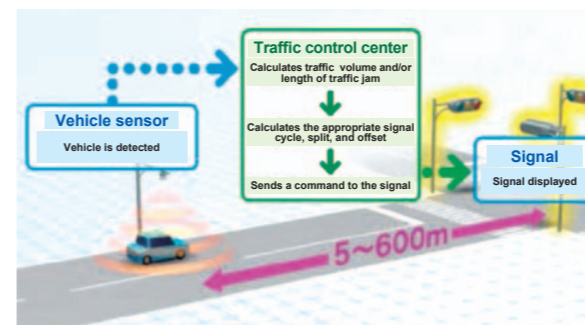 Traffic control center
Calculates traffic volume and/or
length of traffic jam
Calculates the appropriate signal
cycle, split, and offset
Sends a command to the signal
Vehicle sensor
Vehicle is detected
Signal
Signal displayed
5~600m